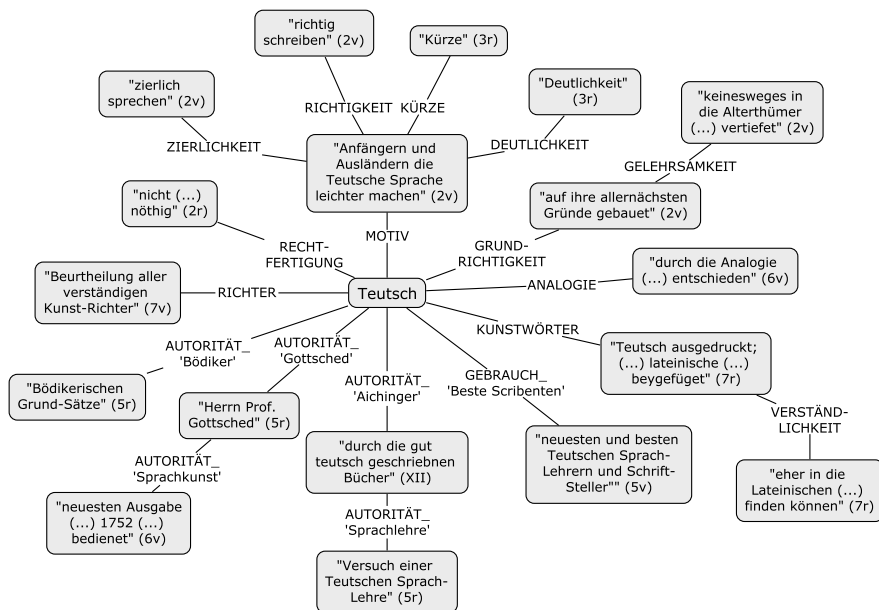 "richtig
schreiben" (2v)
"Kürze" (3r)
"zierlich
sprechen" (2v)
"Deutlichkeit"
(3r)
"keinesweges in
die Alterthümer
(...) vertiefet" (2v)
RICHTIGKEIT
KÜRZE
ZIERLICHKEIT
DEUTLICHKEIT
"Anfängern und
Ausländern die
Teutsche Sprache
leichter machen" (2v)
GELEHRSAMKEIT
"nicht (...)
nöthig" (2r)
"auf ihre allernächsten
Gründe gebauet" (2v)
MOTIV
RECHT-
FERTIGUNG
GRUND-
RICHTIGKEIT
"Beurtheilung aller
verständigen
Kunst-Richter" (7v)
RICHTER
Teutsch
ANALOGIE
"durch die Analogie
(...) entschieden" (6v)
AUTORITÄT_
'Bödiker'
AUTORITÄT_
'Gottsched'
KUNSTWÖRTER
"Teutsch ausgedruckt;
(...) lateinische (...)
beygefüget" (7r)
"Bödikerischen
Grund-Sätze" (5r)
"Herrn Prof.
Gottsched" (5r)
AUTORITÄT_
'Aichinger'
GEBRAUCH_
'Beste Scribenten'
VERSTÄND-
LICHKEIT
"durch die gut
teutsch geschriebnen
Bücher" (XII)
"neuesten und besten
Teutschen Sprach-
Lehrern und Schrift-
Steller"" (5v)
AUTORITÄT_
'Sprachkunst'
"eher in die
Lateinischen (...)
finden können" (7r)
"neuesten Ausgabe
(...) 1752 (...)
bedienet" (6v)
AUTORITÄT_
'Sprachlehre'
"Versuch einer
Teutschen Sprach-
Lehre" (5r)